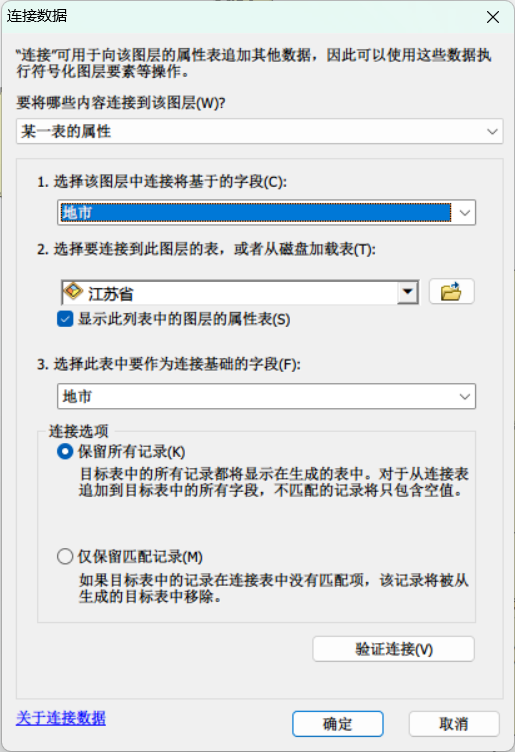 连接数据
“连接”可用于向该图层的属性表追加其他数据，因此可以使用这些数据执
行符号化图层要素等操作。
要将哪些内容连接到该图层(W)?
某一表的属性
1. 选择该图层中连接将基于的字段(C):
地市
2. 选择要连接到此图层的表，或者从磁盘加载表(T):
江苏省
显示此列表中的图层的属性表(S)
3. 选择此表中要作为连接基础的字段(F):
地市
连接选项
保留所有记录(K)
目标表中的所有记录都将显示在生成的表中。对于从连接表
追加到目标表中的所有字段，不匹配的记录将只包含空值。
仅保留匹配记录(M)
如果目标表中的记录在连接表中没有匹配项，该记录将被从
生成的目标表中移除。
验证连接(V)
关于连接数据
确定
取消